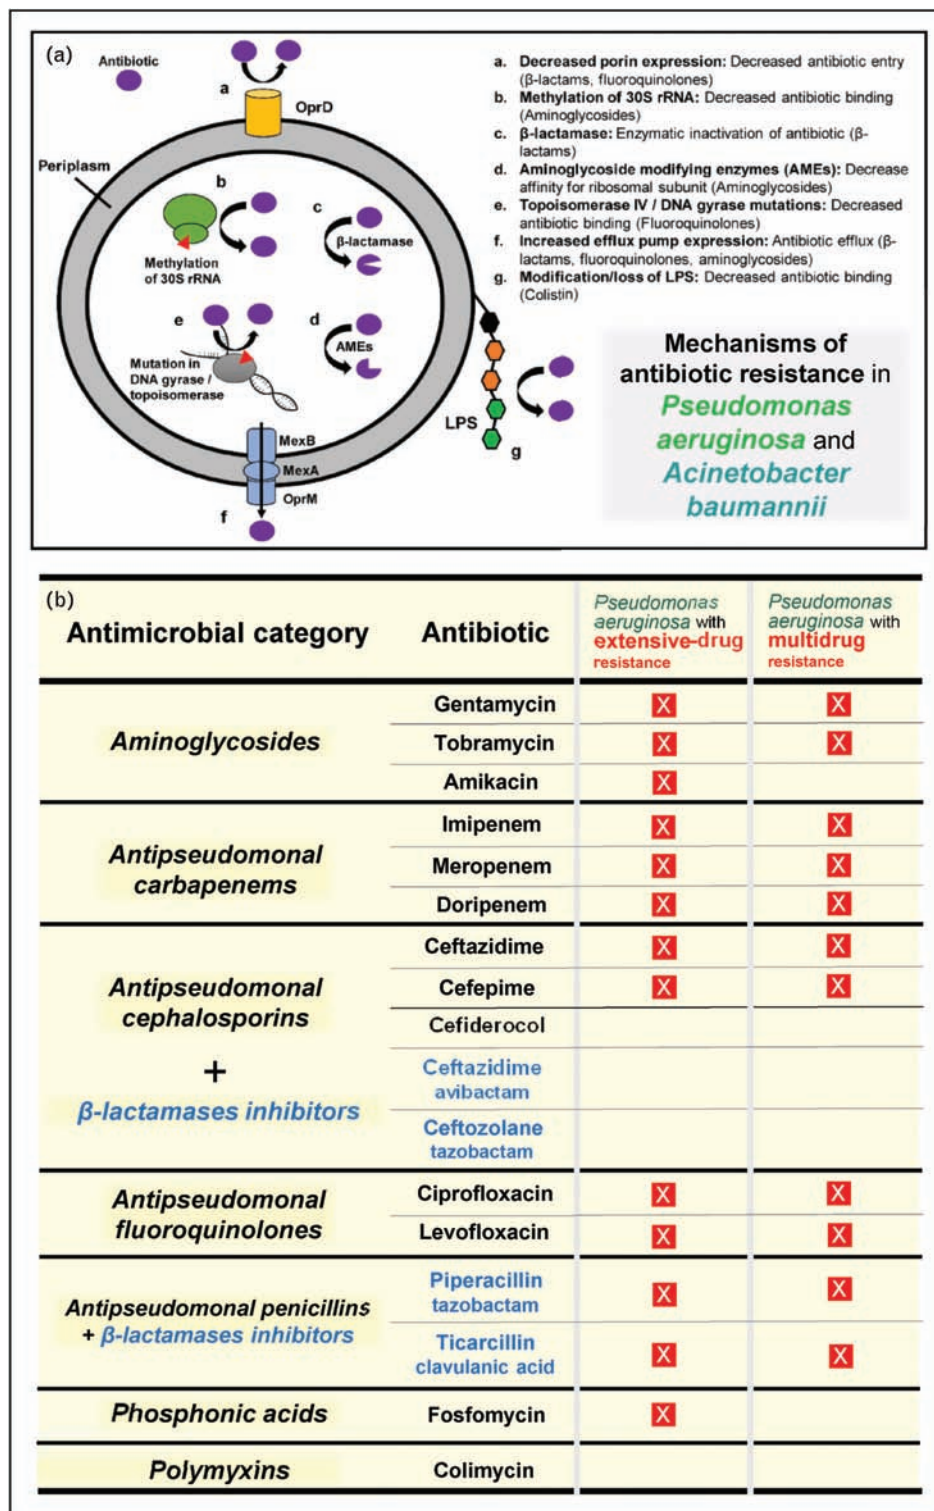 (a)
Antibiotic
a
OprD
Periplasm
b
Methylation
of 30S rRNA
c
β-lactamase
e
Mutation in
DNA gyrase /
topoisomerase
d
AMEs
MexB
MexA
OprM
f
LPS
g
a. Decreased porin expression: Decreased antibiotic entry
(β-lactams, fluoroquinolones)
b. Methylation of 30S rRNA: Decreased antibiotic binding
(Aminoglycosides)
c. β-lactamase: Enzymatic inactivation of antibiotic (β-
lactams)
d. Aminoglycoside modifying enzymes (AMEs): Decrease
affinity for ribosomal subunit (Aminoglycosides)
e. Topoisomerase IV / DNA gyrase mutations: Decreased
antibiotic binding (Fluoroquinolones)
f. Increased efflux pump expression: Antibiotic efflux (β-
lactams, fluoroquinolones, aminoglycosides)
g. Modification/loss of LPS: Decreased antibiotic binding
(Colistin)
Mechanisms of
antibiotic resistance in
Pseudomonas
aeruginosa and
Acinetobacter
baumannii
(b)
Antimicrobial category
Antibiotic
Pseudomonas
aeruginosa with
extensive-drug
resistance
Pseudomonas
aeruginosa with
multidrug
resistance
Aminoglycosides
Gentamycin X X
Tobramycin X X
Amikacin X
Antipseudomonal
carbapenems
Imipenem X X
Meropenem X X
Doripenem X X
Antipseudomonal
cephalosporins
+
β-lactamases inhibitors
Ceftazidime X X
Cefepime X X
Cefiderocol
Ceftazidime
avibactam
Ceftozolane
tazobactam
Antipseudomonal
fluoroquinolones
Ciprofloxacin X X
Levofloxacin X X
Antipseudomonal penicillins
+ β-lactamases inhibitors
Piperacillin
tazobactam X X
Ticarcillin
clavulanic acid X X
Phosphonic acids
Fosfomycin X
Polymyxins
Colimycin